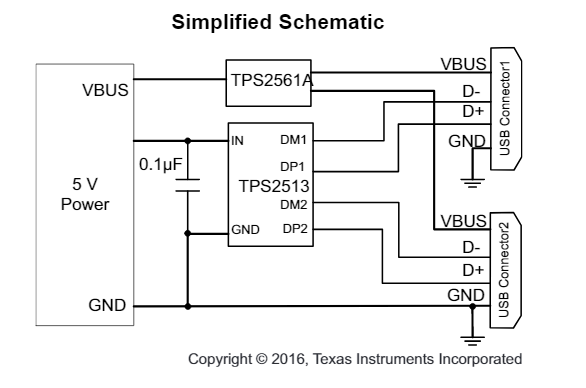 Simplified Schematic
VBUS
5 V
Power
GND
0.1µF
TPS2561A
IN
GND
TPS2513
DM1
DP1
DM2
DP2
VBUS
D-
D+
GND
USB Connector1
VBUS
D-
D+
GND
USB Connector2
Copyright © 2016, Texas Instruments Incorporated